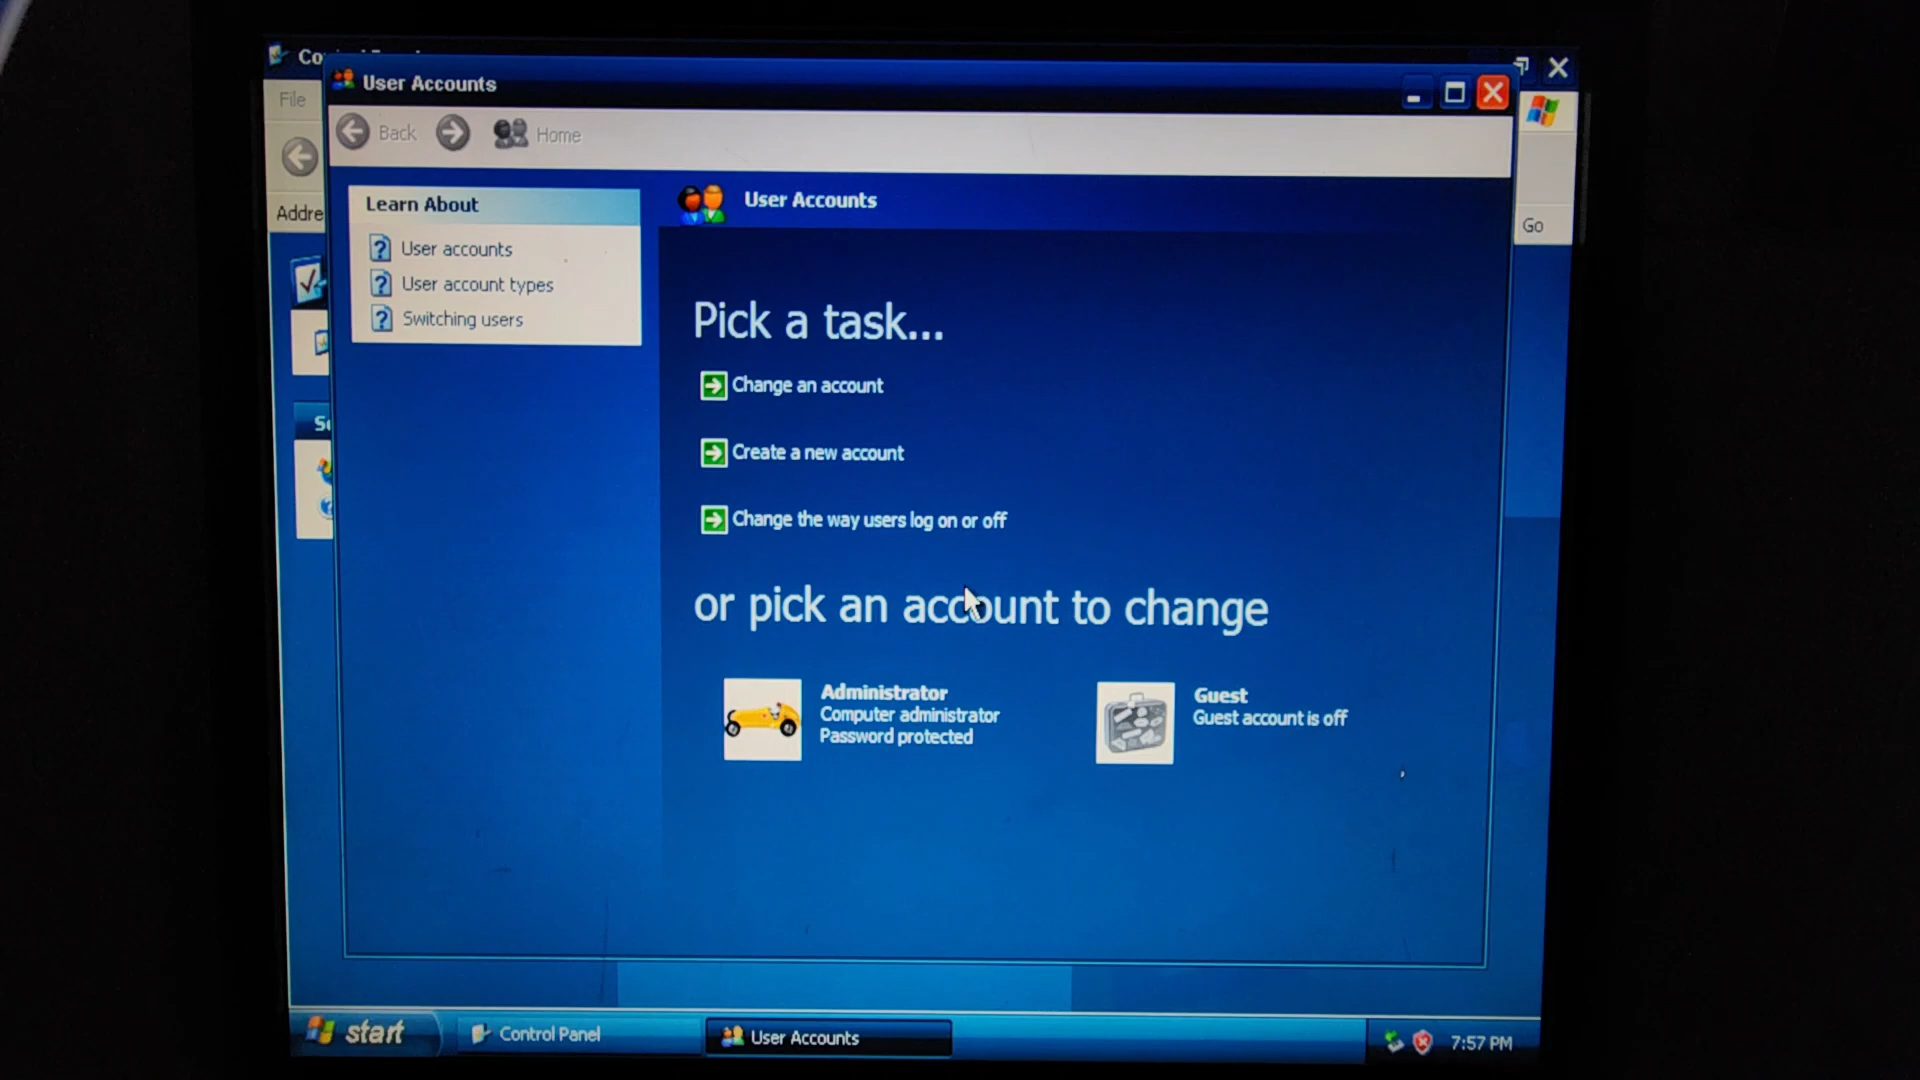 User Accounts
File
Back
Home
Learn About
User accounts
User account types
Switching users
User Accounts
Go
Pick a task...
Change an account
Create a new account
Change the way users log on or off
or pick an account to change
Administrator
Computer administrator
Password protected
Guest
Guest account is off
start
Control Panel
User Accounts
7:57 PM